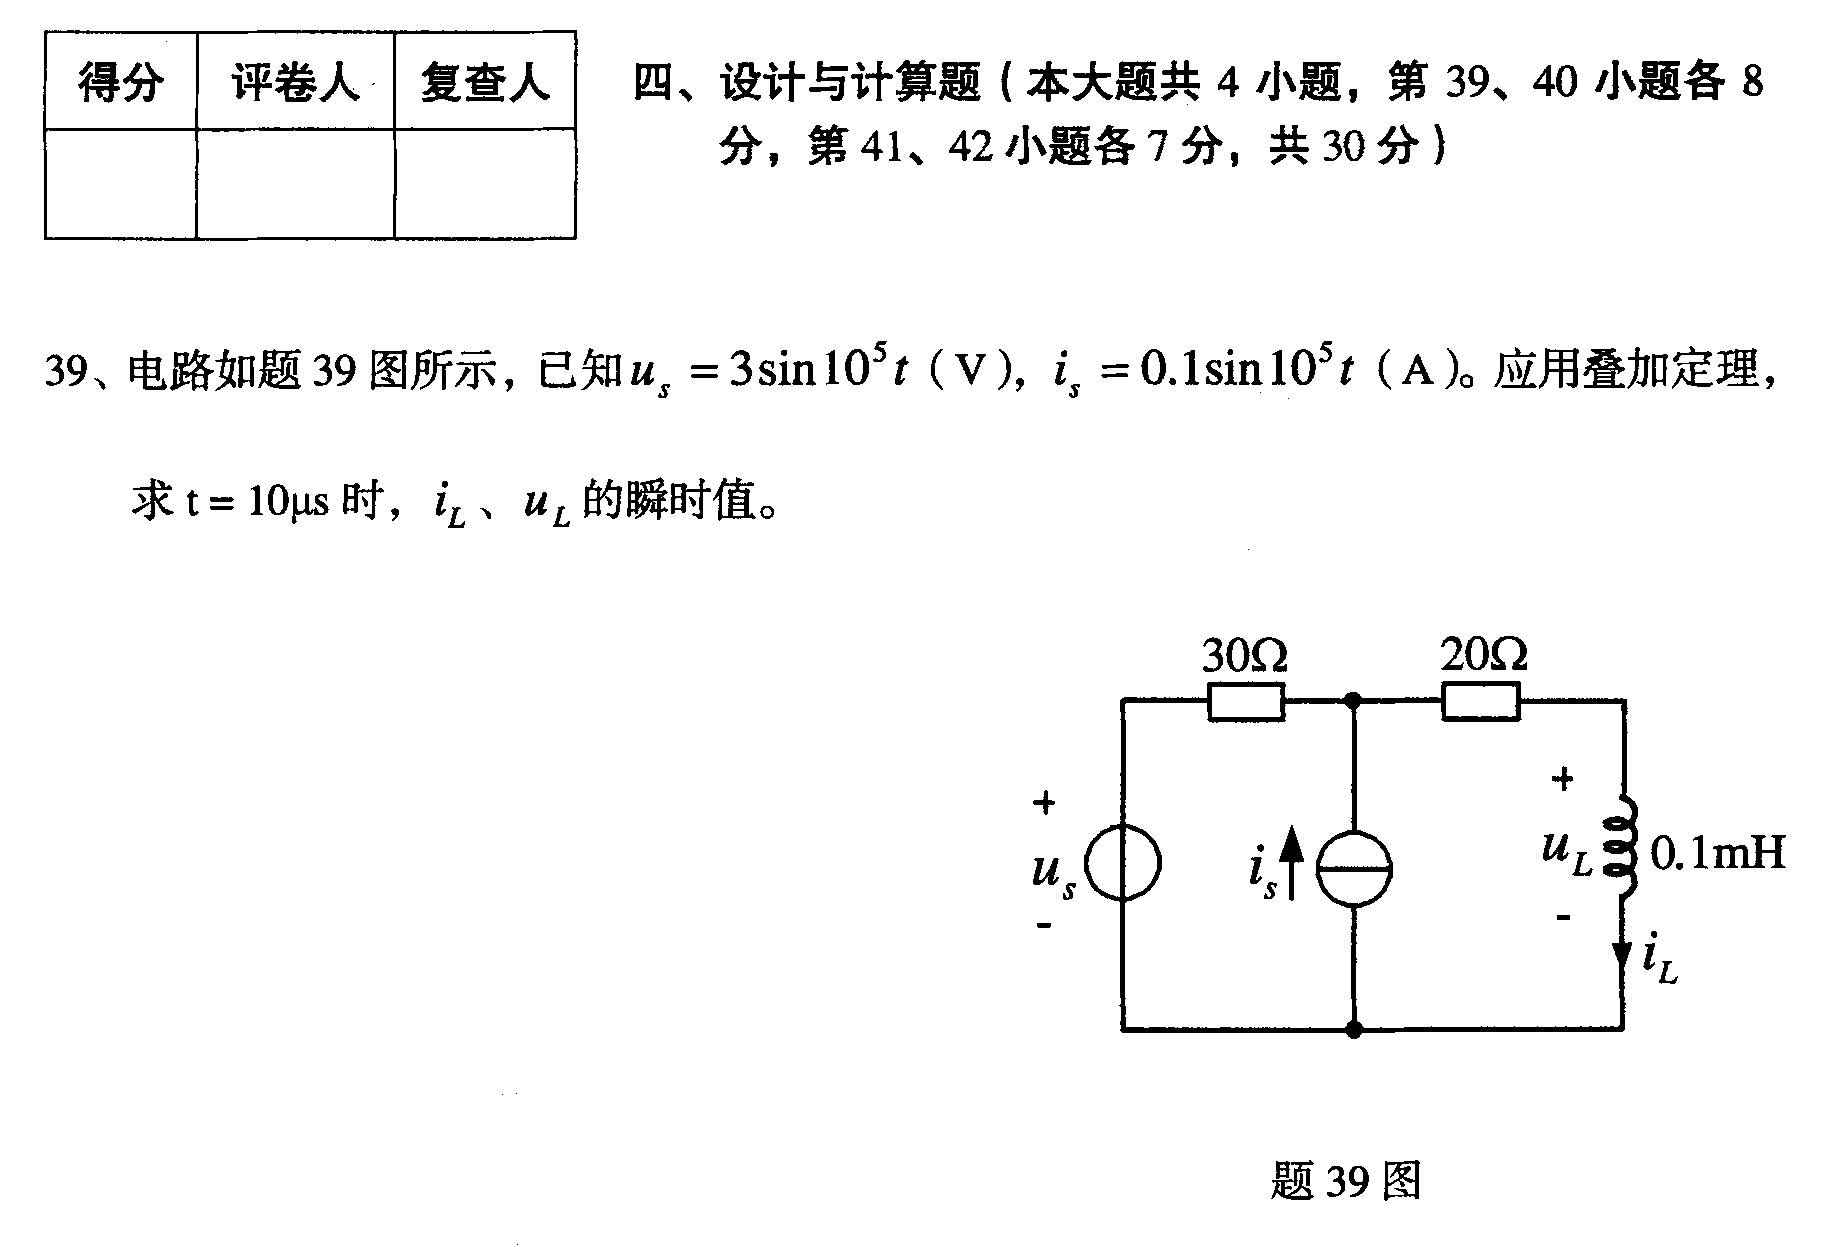 得分 评卷人 复查人
四、设计与计算题（本大题共 4 小题，第 39、40 小题各 8
分，第 41、42 小题各 7 分，共 30 分）
39、电路如题 39 图所示，已知 u_s = 3sin10⁵t（V），i_s = 0.1sin10⁵t（A）。应用叠加定理，
求 t = 10μs 时，i_L、u_L 的瞬时值。
30Ω 20Ω
+ +
u_s i_s u_L 0.1mH
- -
i_L
题 39 图